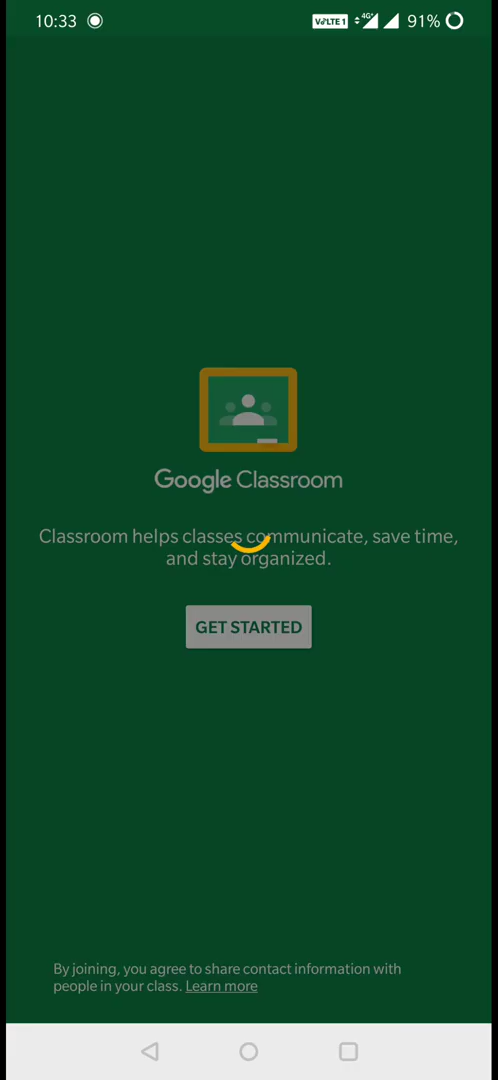 10:33 VoLTE 1 4G+ 91%
Google Classroom
Classroom helps classes communicate, save time,
and stay organized.
GET STARTED
By joining, you agree to share contact information with
people in your class. Learn more